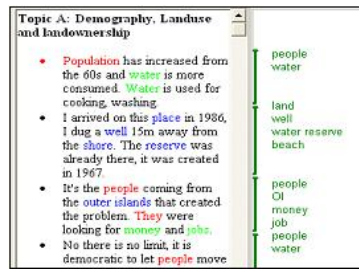 Topic A: Demography, Landuse
and landownership
Population has increased from
the 60s and water is more
consumed. Water is used for
cooking, washing.
I arrived on this place in 1986,
I dug a well 15m away from
the shore. The reserve was
already there, it was created
in 1967.
It's the people coming from
the outer islands that created
the problem. They were
looking for money and jobs.
No there is no limit, it is
democratic to let people move
people
water
land
well
water reserve
beach
people
OI
money
job
people
water